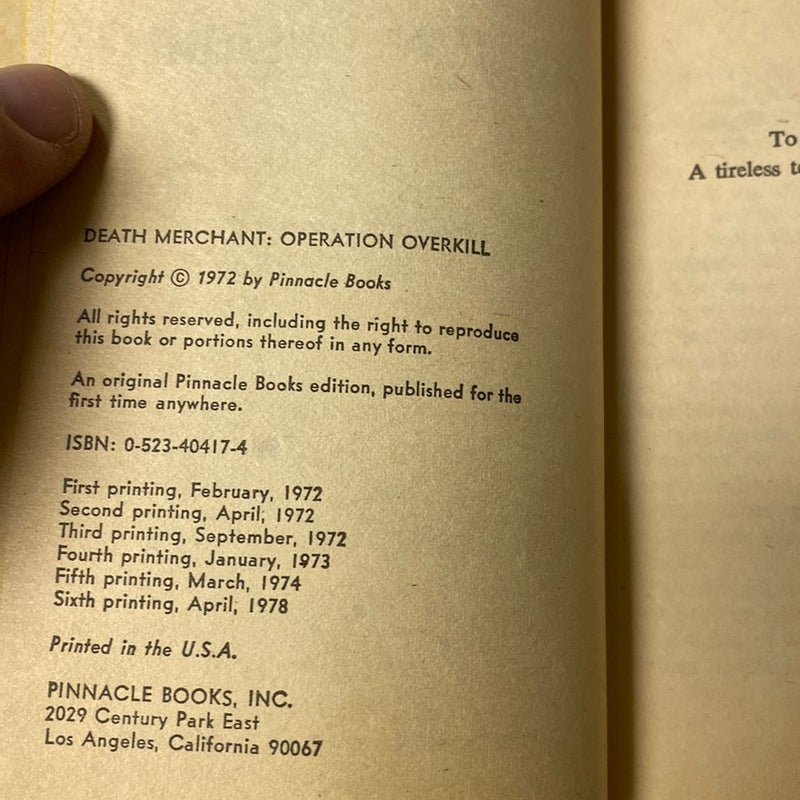 DEATH MERCHANT: OPERATION OVERKILL
Copyright © 1972 by Pinnacle Books
All rights reserved, including the right to reproduce
this book or portions thereof in any form.
An original Pinnacle Books edition, published for the
first time anywhere.
ISBN: 0-523-40417-4
First printing, February, 1972
Second printing, April, 1972
Third printing, September, 1972
Fourth printing, January, 1973
Fifth printing, March, 1974
Sixth printing, April, 1978
Printed in the U.S.A.
PINNACLE BOOKS, INC.
2029 Century Park East
Los Angeles, California 90067
To
A tireless